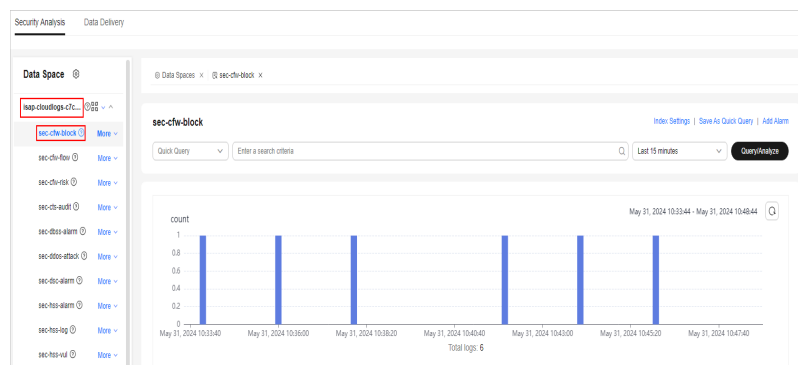 Security Analysis Data Delivery
Data Space
Data Spaces × sec-cfw-block ×
isap-cloudlogs-c7c...
sec-cfw-block More
sec-cfw-flow More
sec-cfw-risk More
sec-cts-audit More
sec-dbss-alarm More
sec-ddos-attack More
sec-dsc-alarm More
sec-hss-alarm More
sec-hss-log More
sec-hss-vul More
sec-cfw-block
Index Settings | Save As Quick Query | Add Alarm
Quick Query Enter a search criteria Last 15 minutes Query/Analyze
May 31, 2024 10:33:44 - May 31, 2024 10:48:44
count
1
0.8
0.6
0.4
0.2
0
May 31, 2024 10:33:40 May 31, 2024 10:36:00 May 31, 2024 10:38:20 May 31, 2024 10:40:40 May 31, 2024 10:43:00 May 31, 2024 10:45:20 May 31, 2024 10:47:40
Total logs: 6